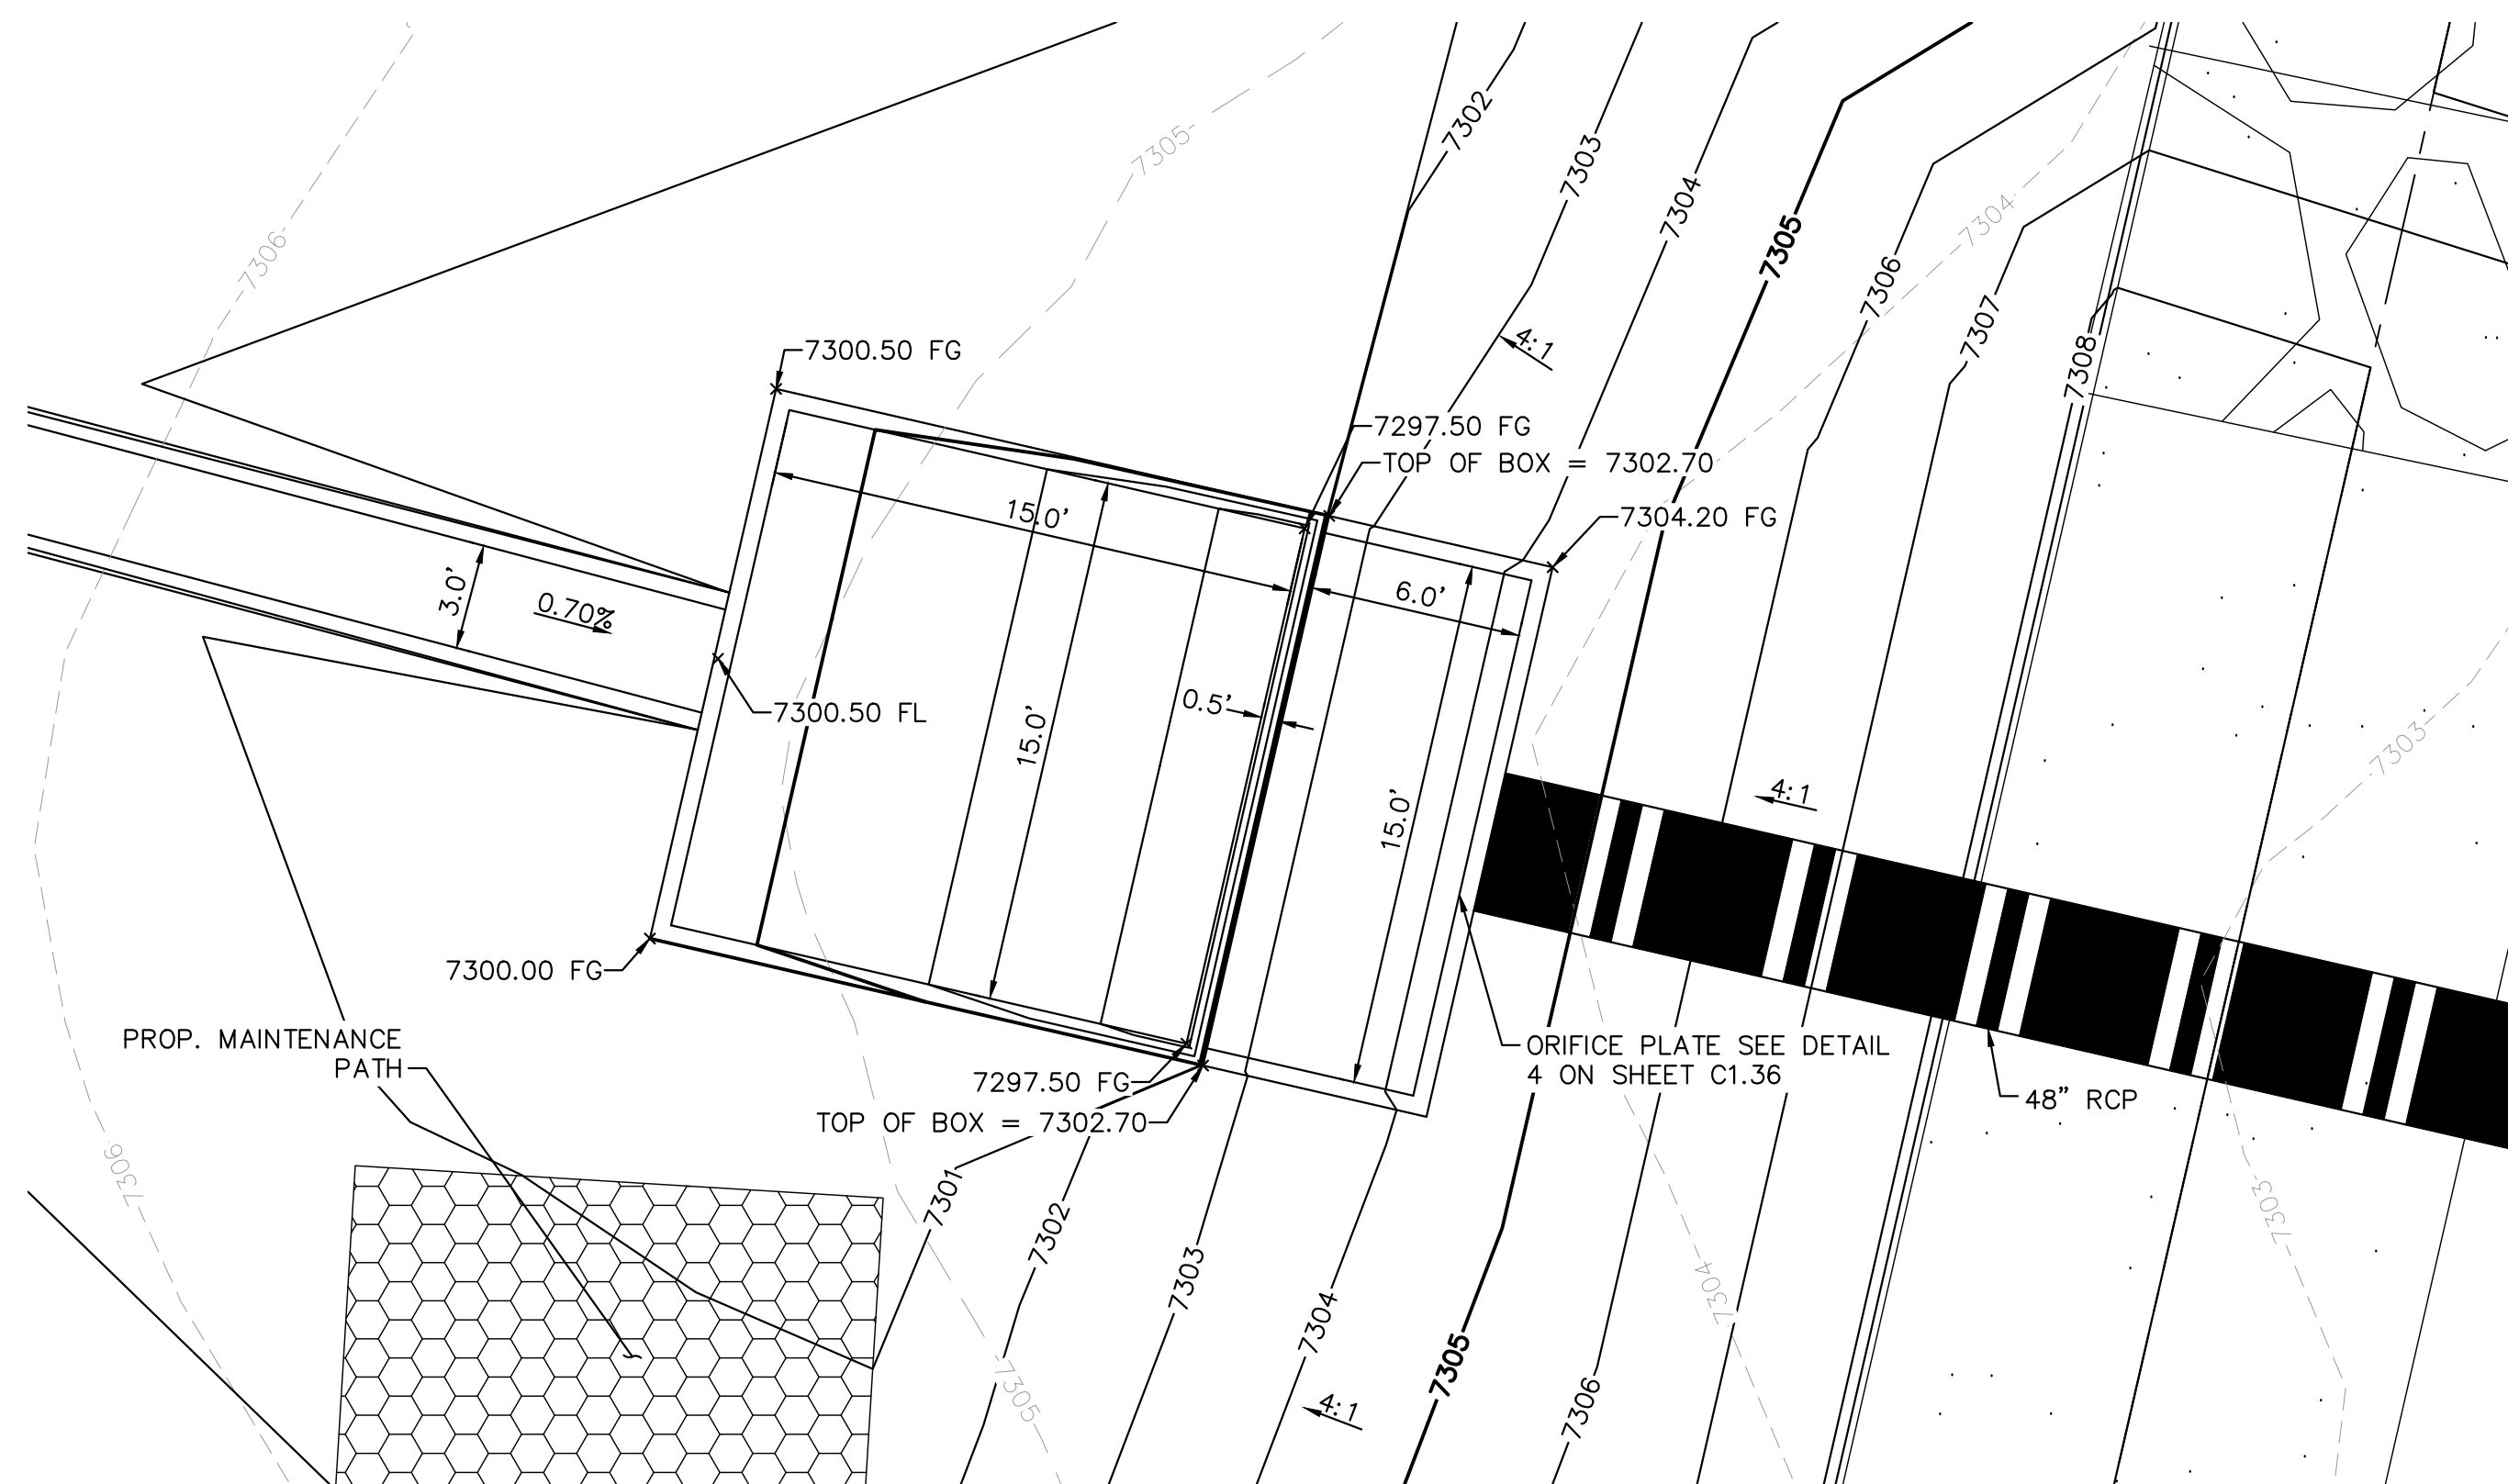 7302
7305
7303
7304
7304
7305
7306
7306
7307
7300.50 FG
4:1
7308
7297.50 FG
TOP OF BOX = 7302.70
15.0'
7304.20 FG
3.0'
0.70%
6.0'
0.5'
7300.50 FL
15.0'
7303
4:1
15.0'
7300.00 FG
PROP. MAINTENANCE
PATH
ORIFICE PLATE SEE DETAIL
4 ON SHEET C1.36
7297.50 FG
48" RCP
TOP OF BOX = 7302.70
7306
7301
7302
7303
7303
7304
7304
7305
7305
7306
4:1